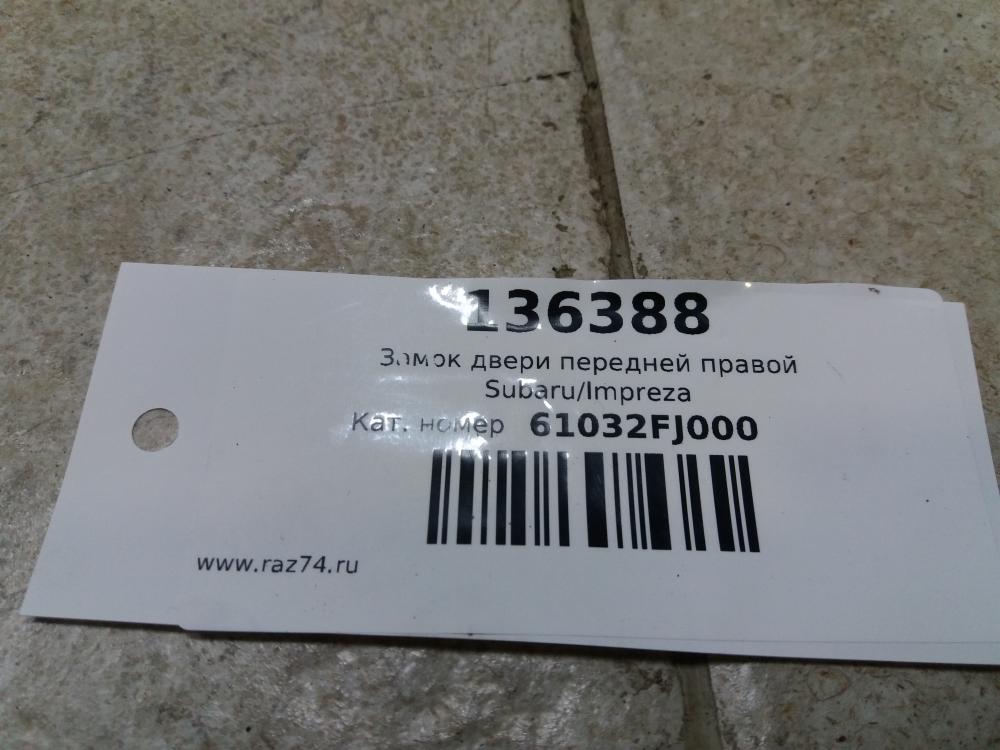 136388
Замок двери передней правой
Subaru/Impreza
Кат. номер 61032FJ000
www.raz74.ru